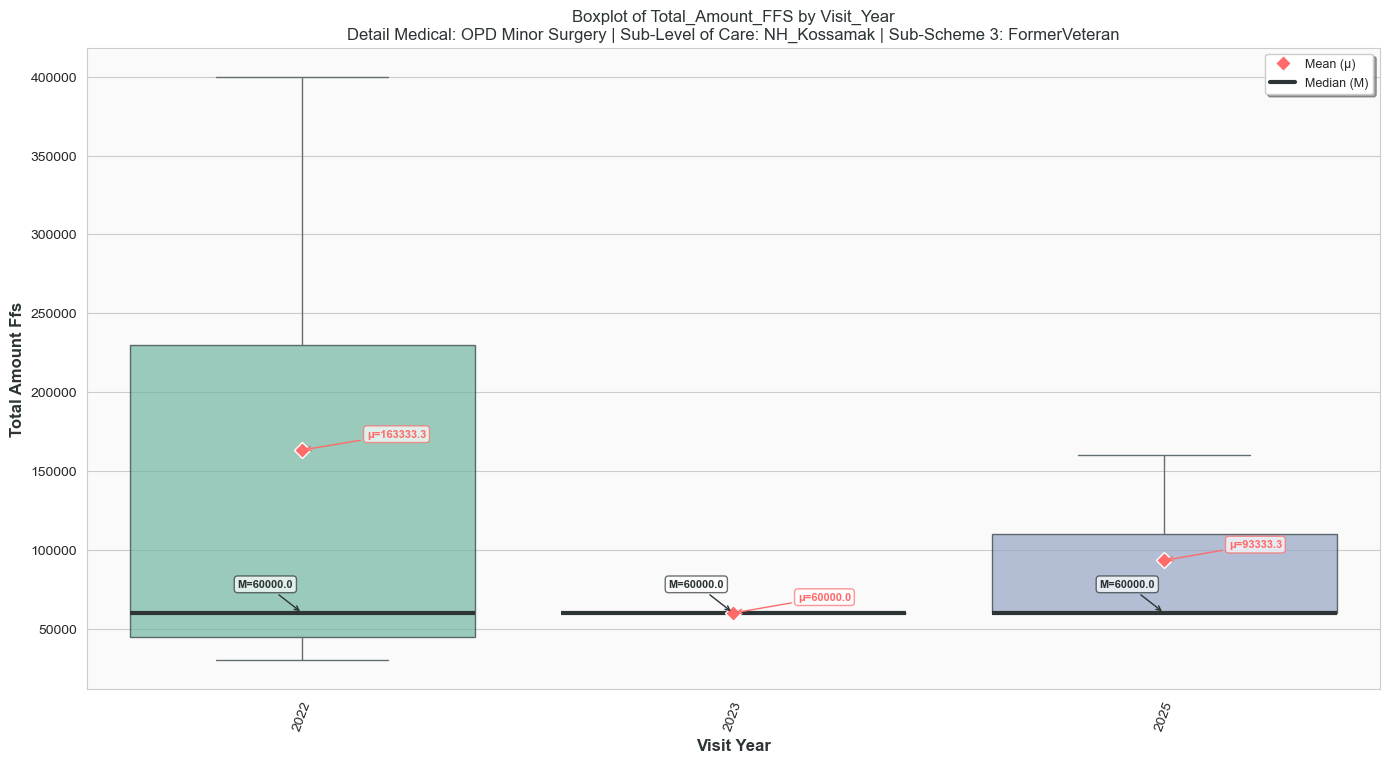 Boxplot of Total_Amount_FFS by Visit_Year
Detail Medical: OPD Minor Surgery | Sub-Level of Care: NH_Kossamak | Sub-Scheme 3: FormerVeteran
Mean (μ)
Median (M)
Total Amount Ffs
400000
350000
300000
250000
200000
150000
100000
50000
μ=163333.3
M=60000.0
M=60000.0
μ=60000.0
μ=93333.3
M=60000.0
2022
2023
2025
Visit Year